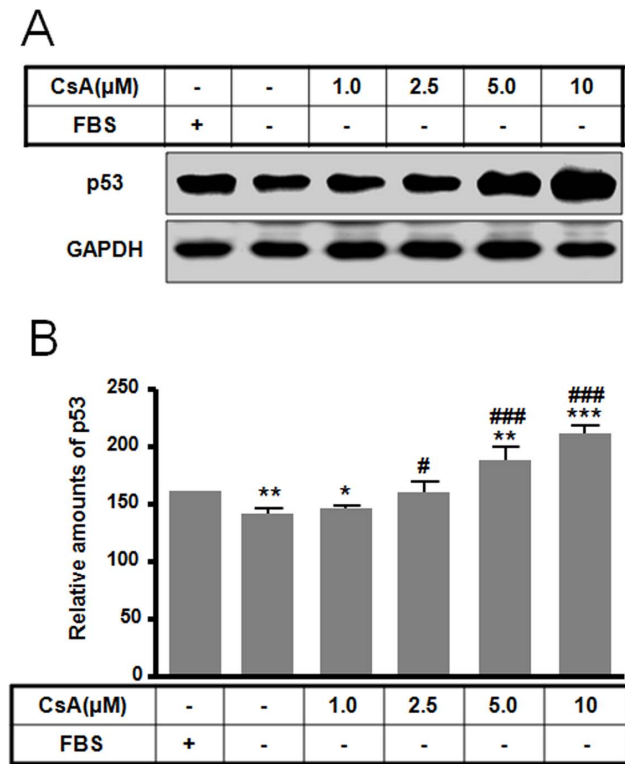 A
CsA(µM) - - 1.0 2.5 5.0 10
FBS + - - - - -
p53
GAPDH
B
Relative amounts of p53
250
200
150
100
50
0
** * # ### ** ### ***
CsA(µM) - - 1.0 2.5 5.0 10
FBS + - - - - -